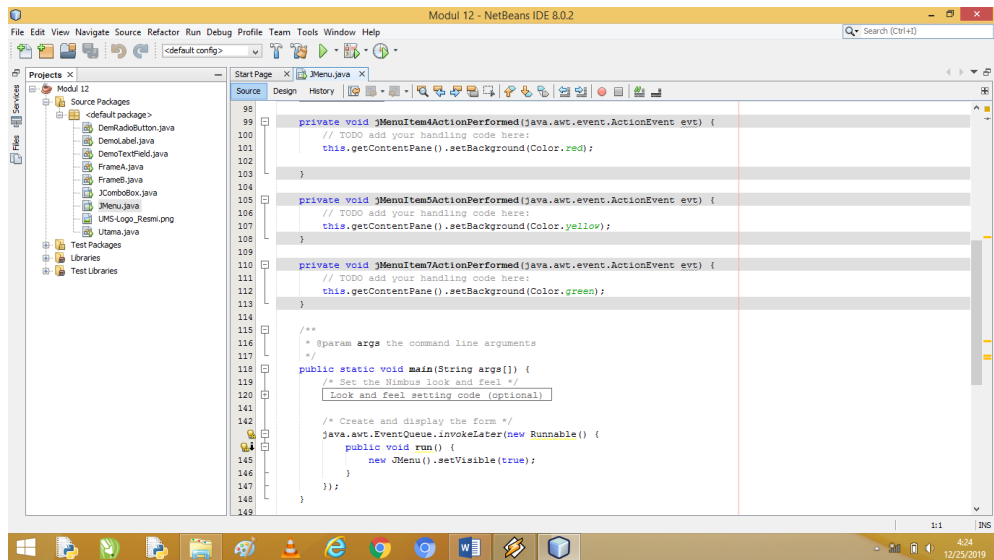 Modul 12 - NetBeans IDE 8.0.2
File Edit View Navigate Source Refactor Run Debug Profile Team Tools Window Help
Search (Ctrl+I)
<default config>
Projects
Services
Files
Modul 12
Source Packages
<default package>
DemRadioButton.java
DemoLabel.java
DemoTextField.java
FrameA.java
FrameB.java
JComboBox.java
JMenu.java
UMS-Logo_Resmi.png
Utama.java
Test Packages
Libraries
Test Libraries
Start Page
JMenu.java
Source Design History
98
99 private void jMenuItem4ActionPerformed(java.awt.event.ActionEvent evt) {
100 // TODO add your handling code here:
101 this.getContentPane().setBackground(Color.red);
102
103 }
104
105 private void jMenuItem5ActionPerformed(java.awt.event.ActionEvent evt) {
106 // TODO add your handling code here:
107 this.getContentPane().setBackground(Color.yellow);
108 }
109
110 private void jMenuItem7ActionPerformed(java.awt.event.ActionEvent evt) {
111 // TODO add your handling code here:
112 this.getContentPane().setBackground(Color.green);
113 }
114
115 /**
116 * @param args the command line arguments
117 */
118 public static void main(String args[]) {
119 /* Set the Nimbus look and feel */
120 Look and feel setting code (optional)
141
142 /* Create and display the form */
java.awt.EventQueue.invokeLater(new Runnable() {
public void run() {
145 new JMenu().setVisible(true);
146 }
147 });
148 }
149
1:1 INS
4:24
12/25/2019